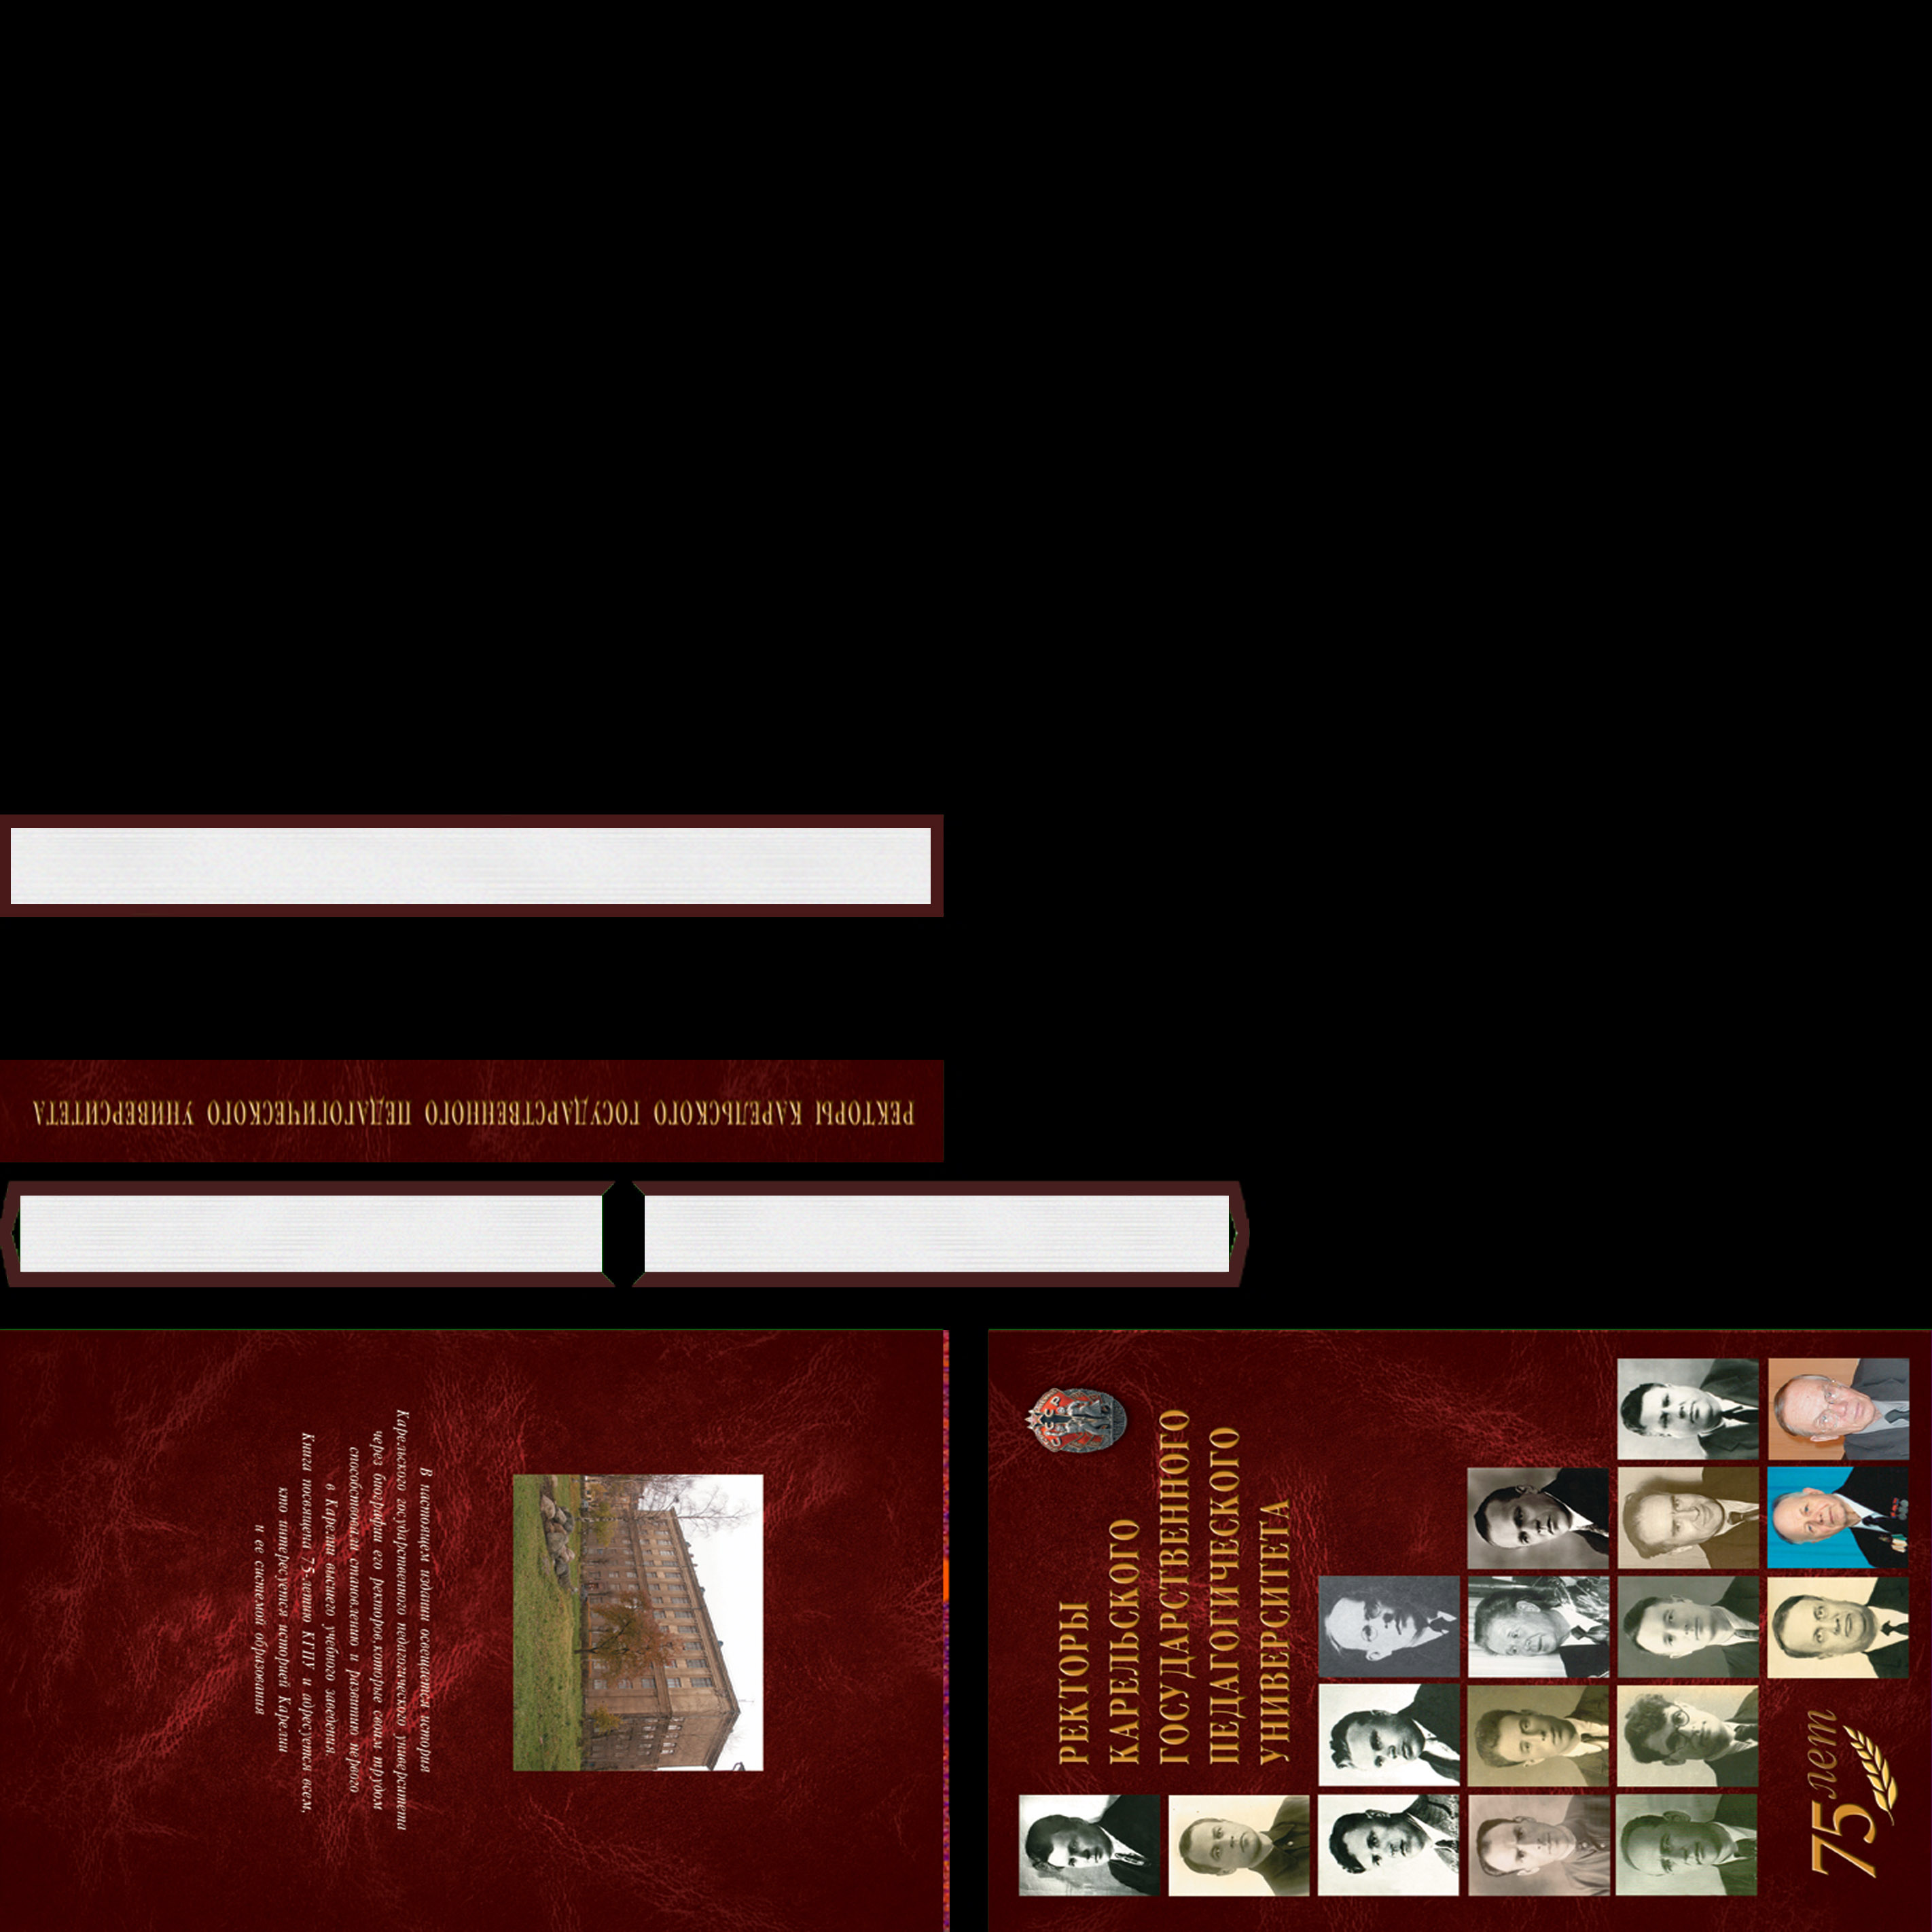 РЕКТОРЫ КАРЕЛЬСКОГО ГОСУДАРСТВЕННОГО ПЕДАГОГИЧЕСКОГО УНИВЕРСИТЕТА
В настоящем издании освещается история
Карельского государственного педагогического университета
через биографии его ректоров, которые своим трудом
способствовали становлению и развитию первого
в Карелии высшего учебного заведения.
Книга посвящена 75-летию КГПУ и адресуется всем,
кто интересуется историей Карелии
и ее системой образования
РЕКТОРЫ
КАРЕЛЬСКОГО
ГОСУДАРСТВЕННОГО
ПЕДАГОГИЧЕСКОГО
УНИВЕРСИТЕТА
75 лет